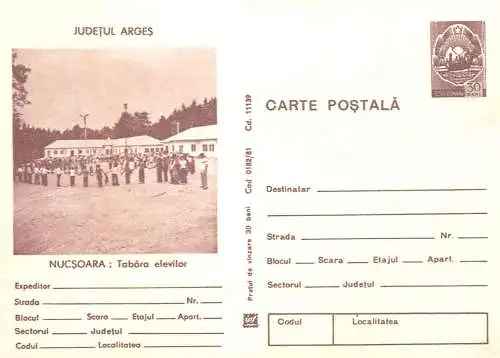 JUDEȚUL ARGEȘ
NUCȘOARA : Tabăra elevilor
Expeditor
Strada Nr.
Blocul Scara Etajul Apart.
Sectorul Județul
Codul Localitatea
Prețul de vînzare 30 bani Cod 0182/81 Cd. 11139
30
CARTE POȘTALĂ
Destinatar
Strada Nr.
Blocul Scara Etajul Apart.
Sectorul Județul
Codul Localitatea